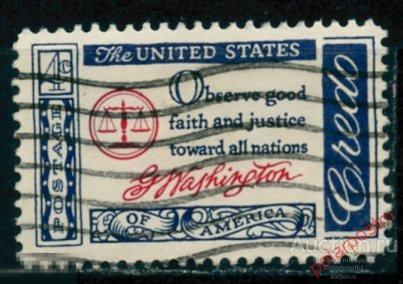 The UNITED STATES
4¢
POSTAGE
Observe good
faith and justice
toward all nations
G Washington
OF AMERICA
Credo